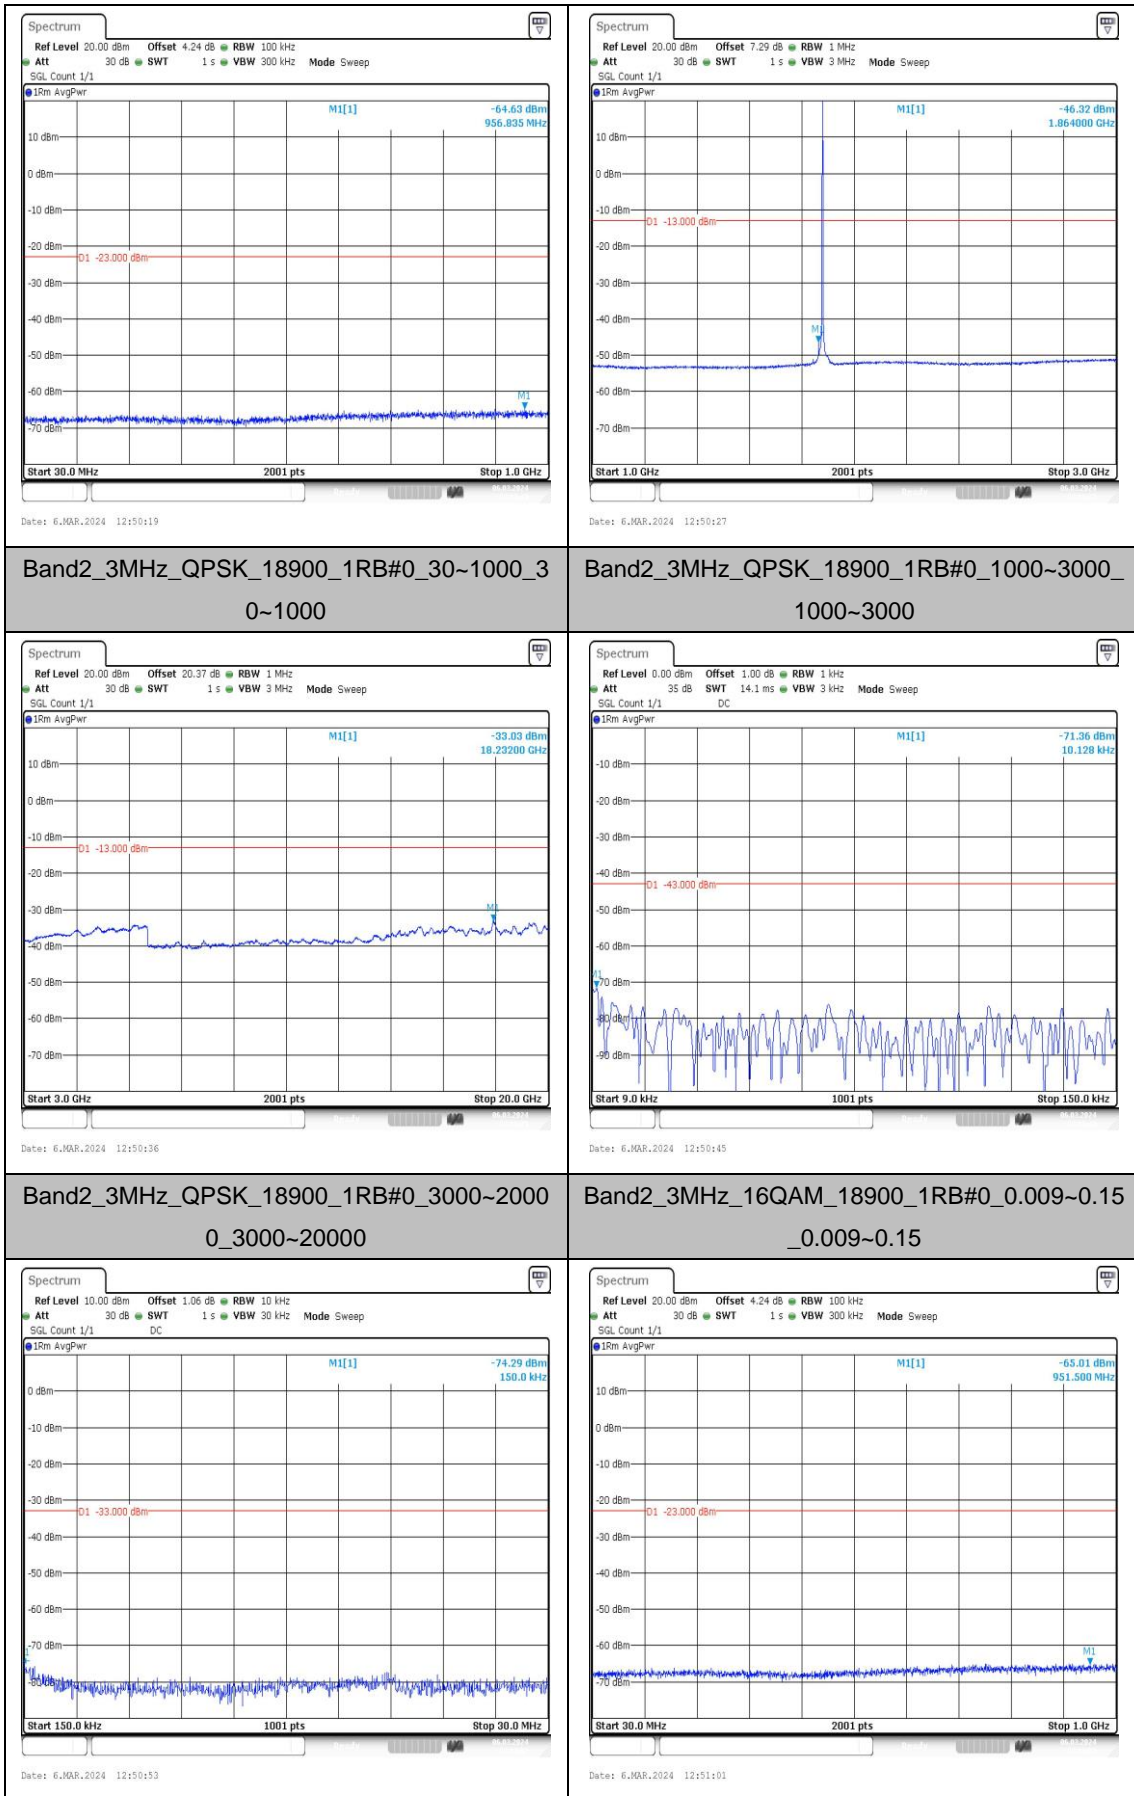 Spectrum
Ref Level 20.00 dBm Offset 4.24 dB RBW 100 kHz
Att 30 dB SWT 1 s VBW 300 kHz Mode Sweep
SGL Count 1/1
1Rm AvgPwr
M1[1] -64.63 dBm
956.835 MHz
10 dBm
0 dBm
-10 dBm
-20 dBm
D1 -23.000 dBm
-30 dBm
-40 dBm
-50 dBm
-60 dBm
M1
-70 dBm
Start 30.0 MHz 2001 pts Stop 1.0 GHz
Date: 6.MAR.2024 12:50:19
Spectrum
Ref Level 20.00 dBm Offset 7.29 dB RBW 1 MHz
Att 30 dB SWT 1 s VBW 3 MHz Mode Sweep
SGL Count 1/1
1Rm AvgPwr
M1[1] -46.32 dBm
1.864000 GHz
10 dBm
0 dBm
-10 dBm
D1 -13.000 dBm
-20 dBm
-30 dBm
-40 dBm
M1
-50 dBm
-60 dBm
-70 dBm
Start 1.0 GHz 2001 pts Stop 3.0 GHz
Date: 6.MAR.2024 12:50:27
Band2_3MHz_QPSK_18900_1RB#0_30~1000_3
0~1000
Band2_3MHz_QPSK_18900_1RB#0_1000~3000_
1000~3000
Spectrum
Ref Level 20.00 dBm Offset 20.37 dB RBW 1 MHz
Att 30 dB SWT 1 s VBW 3 MHz Mode Sweep
SGL Count 1/1
1Rm AvgPwr
M1[1] -33.03 dBm
18.23200 GHz
10 dBm
0 dBm
-10 dBm
D1 -13.000 dBm
-20 dBm
-30 dBm
M1
-40 dBm
-50 dBm
-60 dBm
-70 dBm
Start 3.0 GHz 2001 pts Stop 20.0 GHz
Date: 6.MAR.2024 12:50:36
Spectrum
Ref Level 0.00 dBm Offset 1.00 dB RBW 1 kHz
Att 35 dB SWT 14.1 ms VBW 3 kHz Mode Sweep
SGL Count 1/1 DC
1Rm AvgPwr
M1[1] -71.36 dBm
10.128 kHz
-10 dBm
-20 dBm
-30 dBm
-40 dBm
D1 -43.000 dBm
-50 dBm
-60 dBm
M1
-70 dBm
-80 dBm
-90 dBm
Start 9.0 kHz 1001 pts Stop 150.0 kHz
Date: 6.MAR.2024 12:50:45
Band2_3MHz_QPSK_18900_1RB#0_3000~2000
0_3000~20000
Band2_3MHz_16QAM_18900_1RB#0_0.009~0.15
_0.009~0.15
Spectrum
Ref Level 10.00 dBm Offset 1.06 dB RBW 10 kHz
Att 30 dB SWT 1 s VBW 30 kHz Mode Sweep
SGL Count 1/1 DC
1Rm AvgPwr
M1[1] -74.29 dBm
150.0 kHz
0 dBm
-10 dBm
-20 dBm
-30 dBm
D1 -33.000 dBm
-40 dBm
-50 dBm
-60 dBm
-70 dBm
-80 dBm
Start 150.0 kHz 1001 pts Stop 30.0 MHz
Date: 6.MAR.2024 12:50:53
Spectrum
Ref Level 20.00 dBm Offset 4.24 dB RBW 100 kHz
Att 30 dB SWT 1 s VBW 300 kHz Mode Sweep
SGL Count 1/1
1Rm AvgPwr
M1[1] -65.01 dBm
951.500 MHz
10 dBm
0 dBm
-10 dBm
-20 dBm
D1 -23.000 dBm
-30 dBm
-40 dBm
-50 dBm
-60 dBm
M1
-70 dBm
Start 30.0 MHz 2001 pts Stop 1.0 GHz
Date: 6.MAR.2024 12:51:01